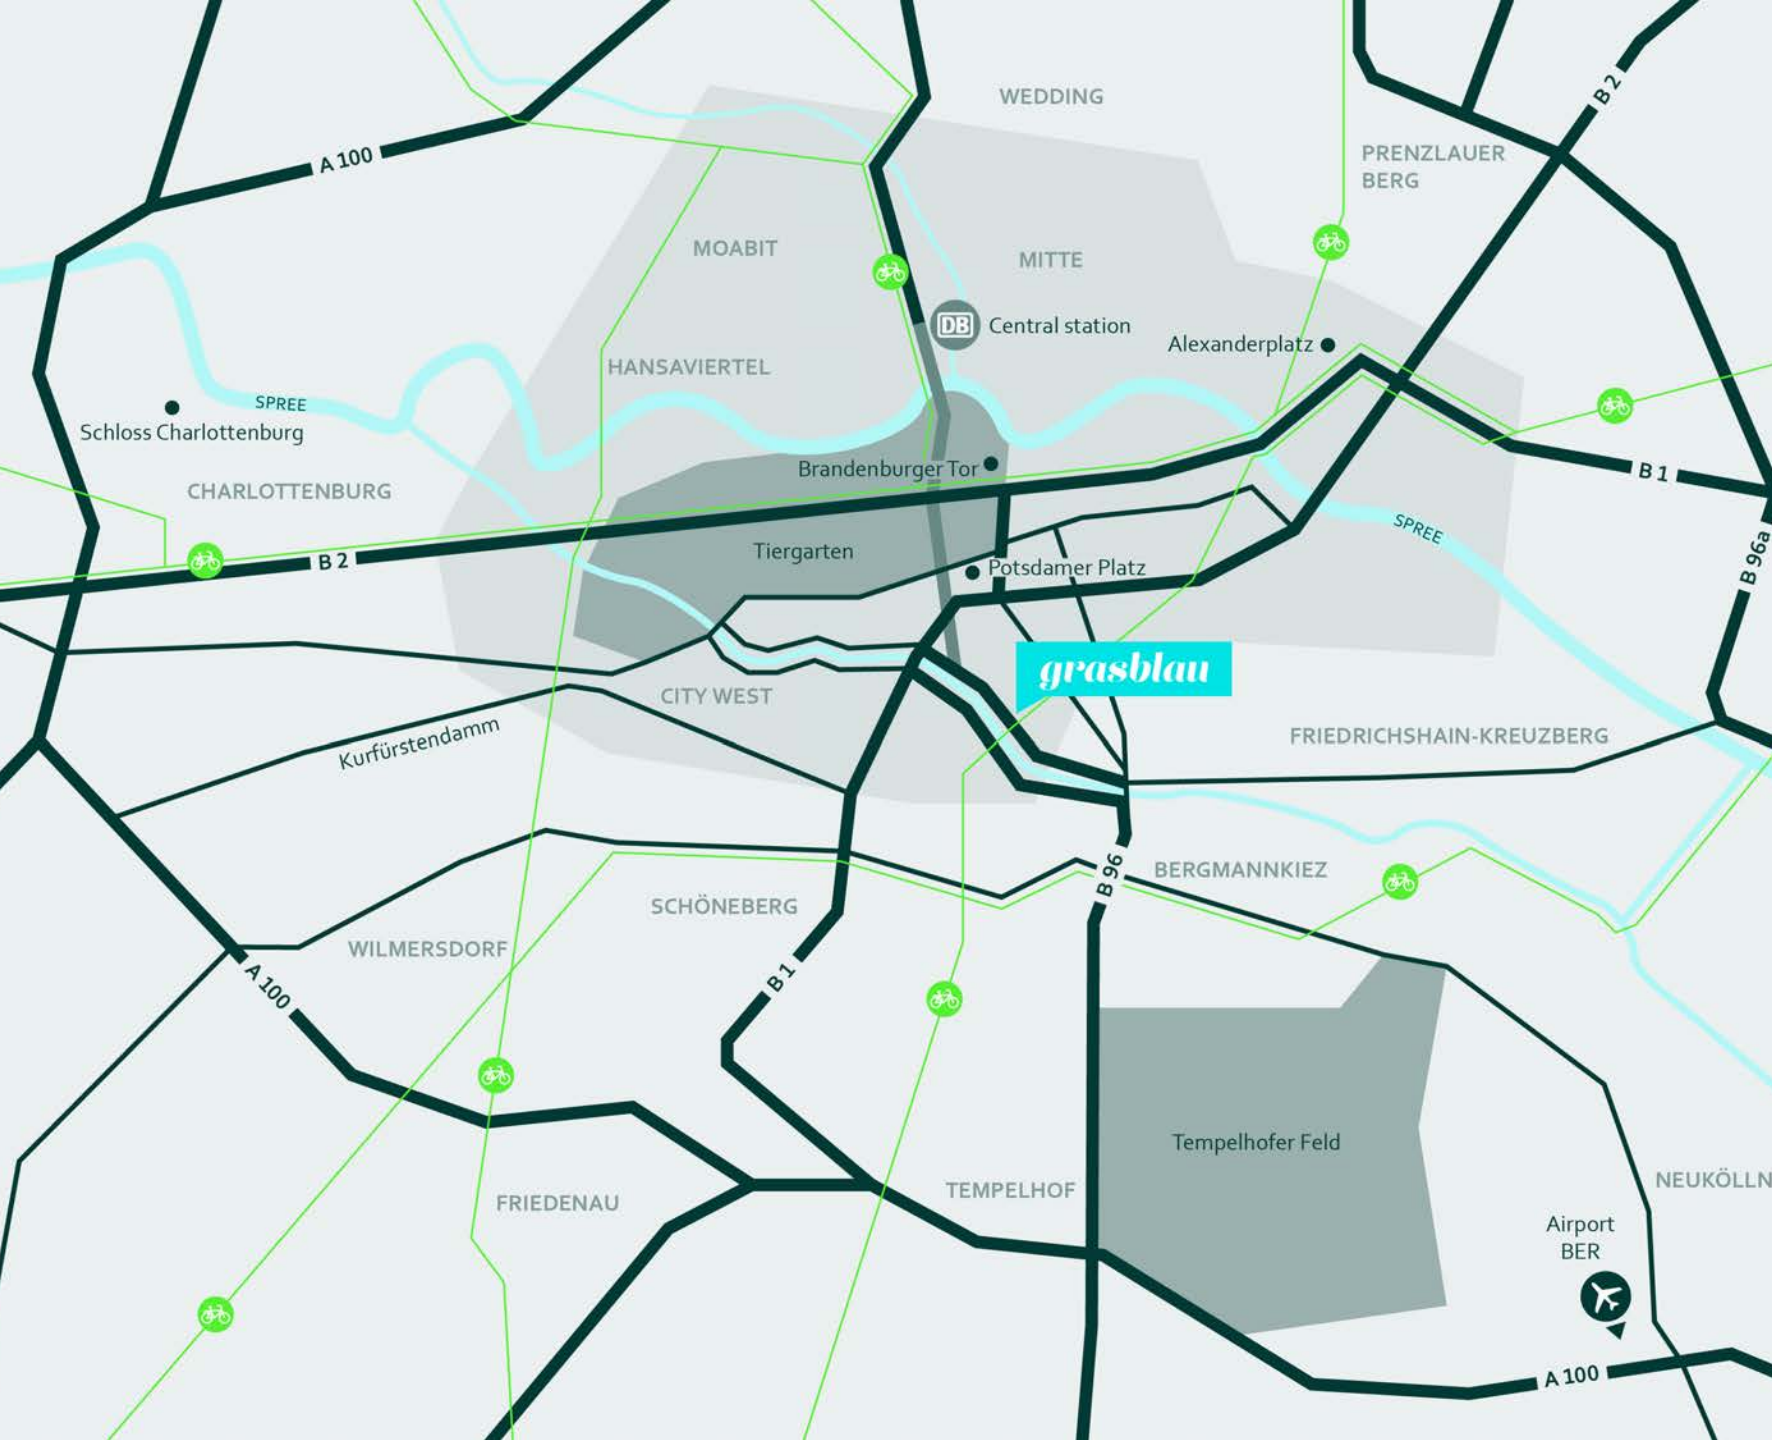 WEDDING
B 2
PRENZLAUER
BERG
A 100
MOABIT
MITTE
DB
Central station
Alexanderplatz
HANSAVIERTEL
SPREE
Schloss Charlottenburg
Brandenburger Tor
B 1
CHARLOTTENBURG
SPREE
Tiergarten
B 2
Potsdamer Platz
B 96a
grasblau
CITY WEST
Kurfürstendamm
FRIEDRICHSHAIN-KREUZBERG
B 96
BERGMANNKIEZ
SCHÖNEBERG
WILMERSDORF
A 100
B 1
Tempelhofer Feld
NEUKÖLLN
TEMPELHOF
FRIEDENAU
Airport
BER
A 100